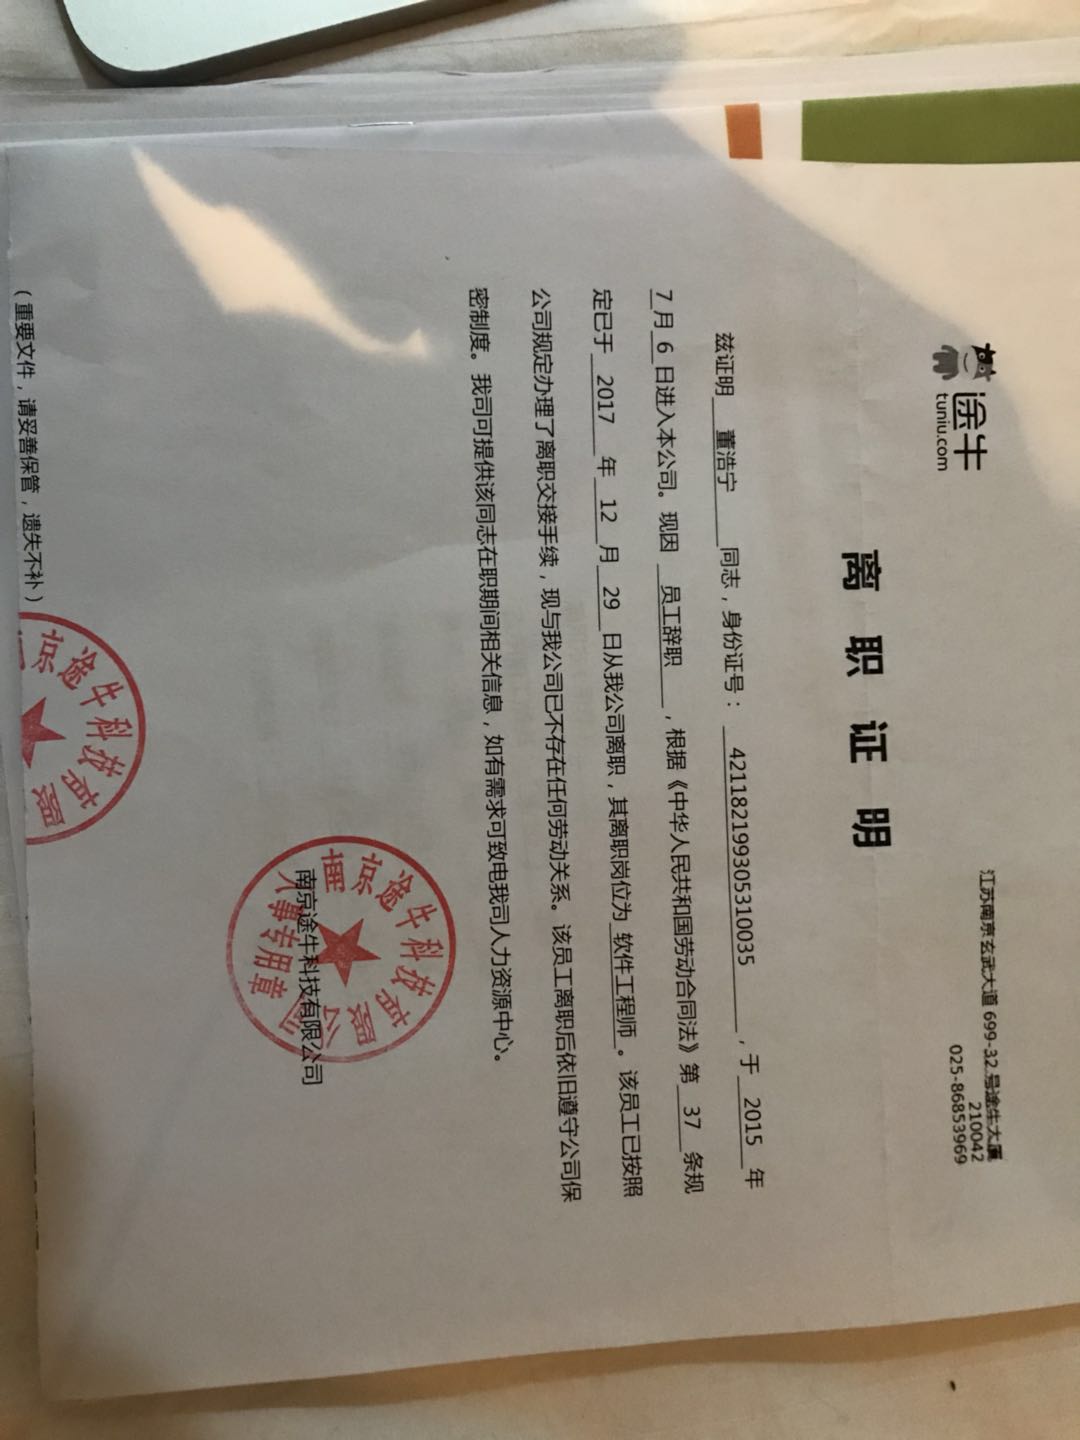 途牛
tuniu.com
江苏南京玄武大道 699-32 号途牛大厦
210042
025-86853969
离 职 证 明
兹证明 董浩宁 同志，身份证号： 421182199305310035 ，于 2015 年
7 月 6 日进入本公司。现因 员工辞职 ，根据《中华人民共和国劳动合同法》第 37 条规
定已于 2017 年 12 月 29 日从我公司离职，其离职岗位为 软件工程师 。该员工已按照
公司规定办理了离职交接手续，现与我公司已不存在任何劳动关系。该员工离职后依旧遵守公司保
密制度。我司可提供该同志在职期间相关信息，如有需求可致电我司人力资源中心。
南京途牛科技有限公司
京途牛科技有限公司
人事专用章
（重要文件，请妥善保管，遗失不补）
京途牛科技有限